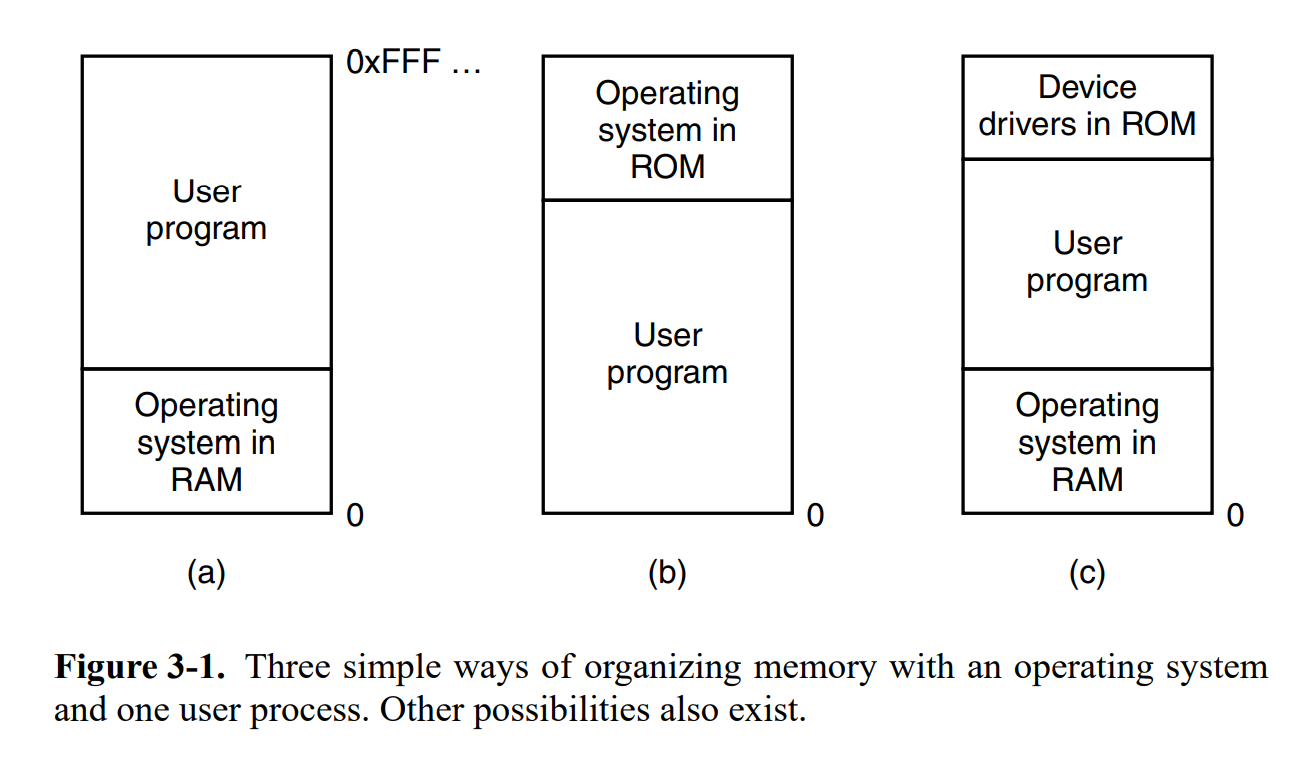 0xFFF …
User
program
Operating
system in
RAM
0
(a)
Operating
system in
ROM
User
program
0
(b)
Device
drivers in ROM
User
program
Operating
system in
RAM
0
(c)
Figure 3-1. Three simple ways of organizing memory with an operating system
and one user process. Other possibilities also exist.